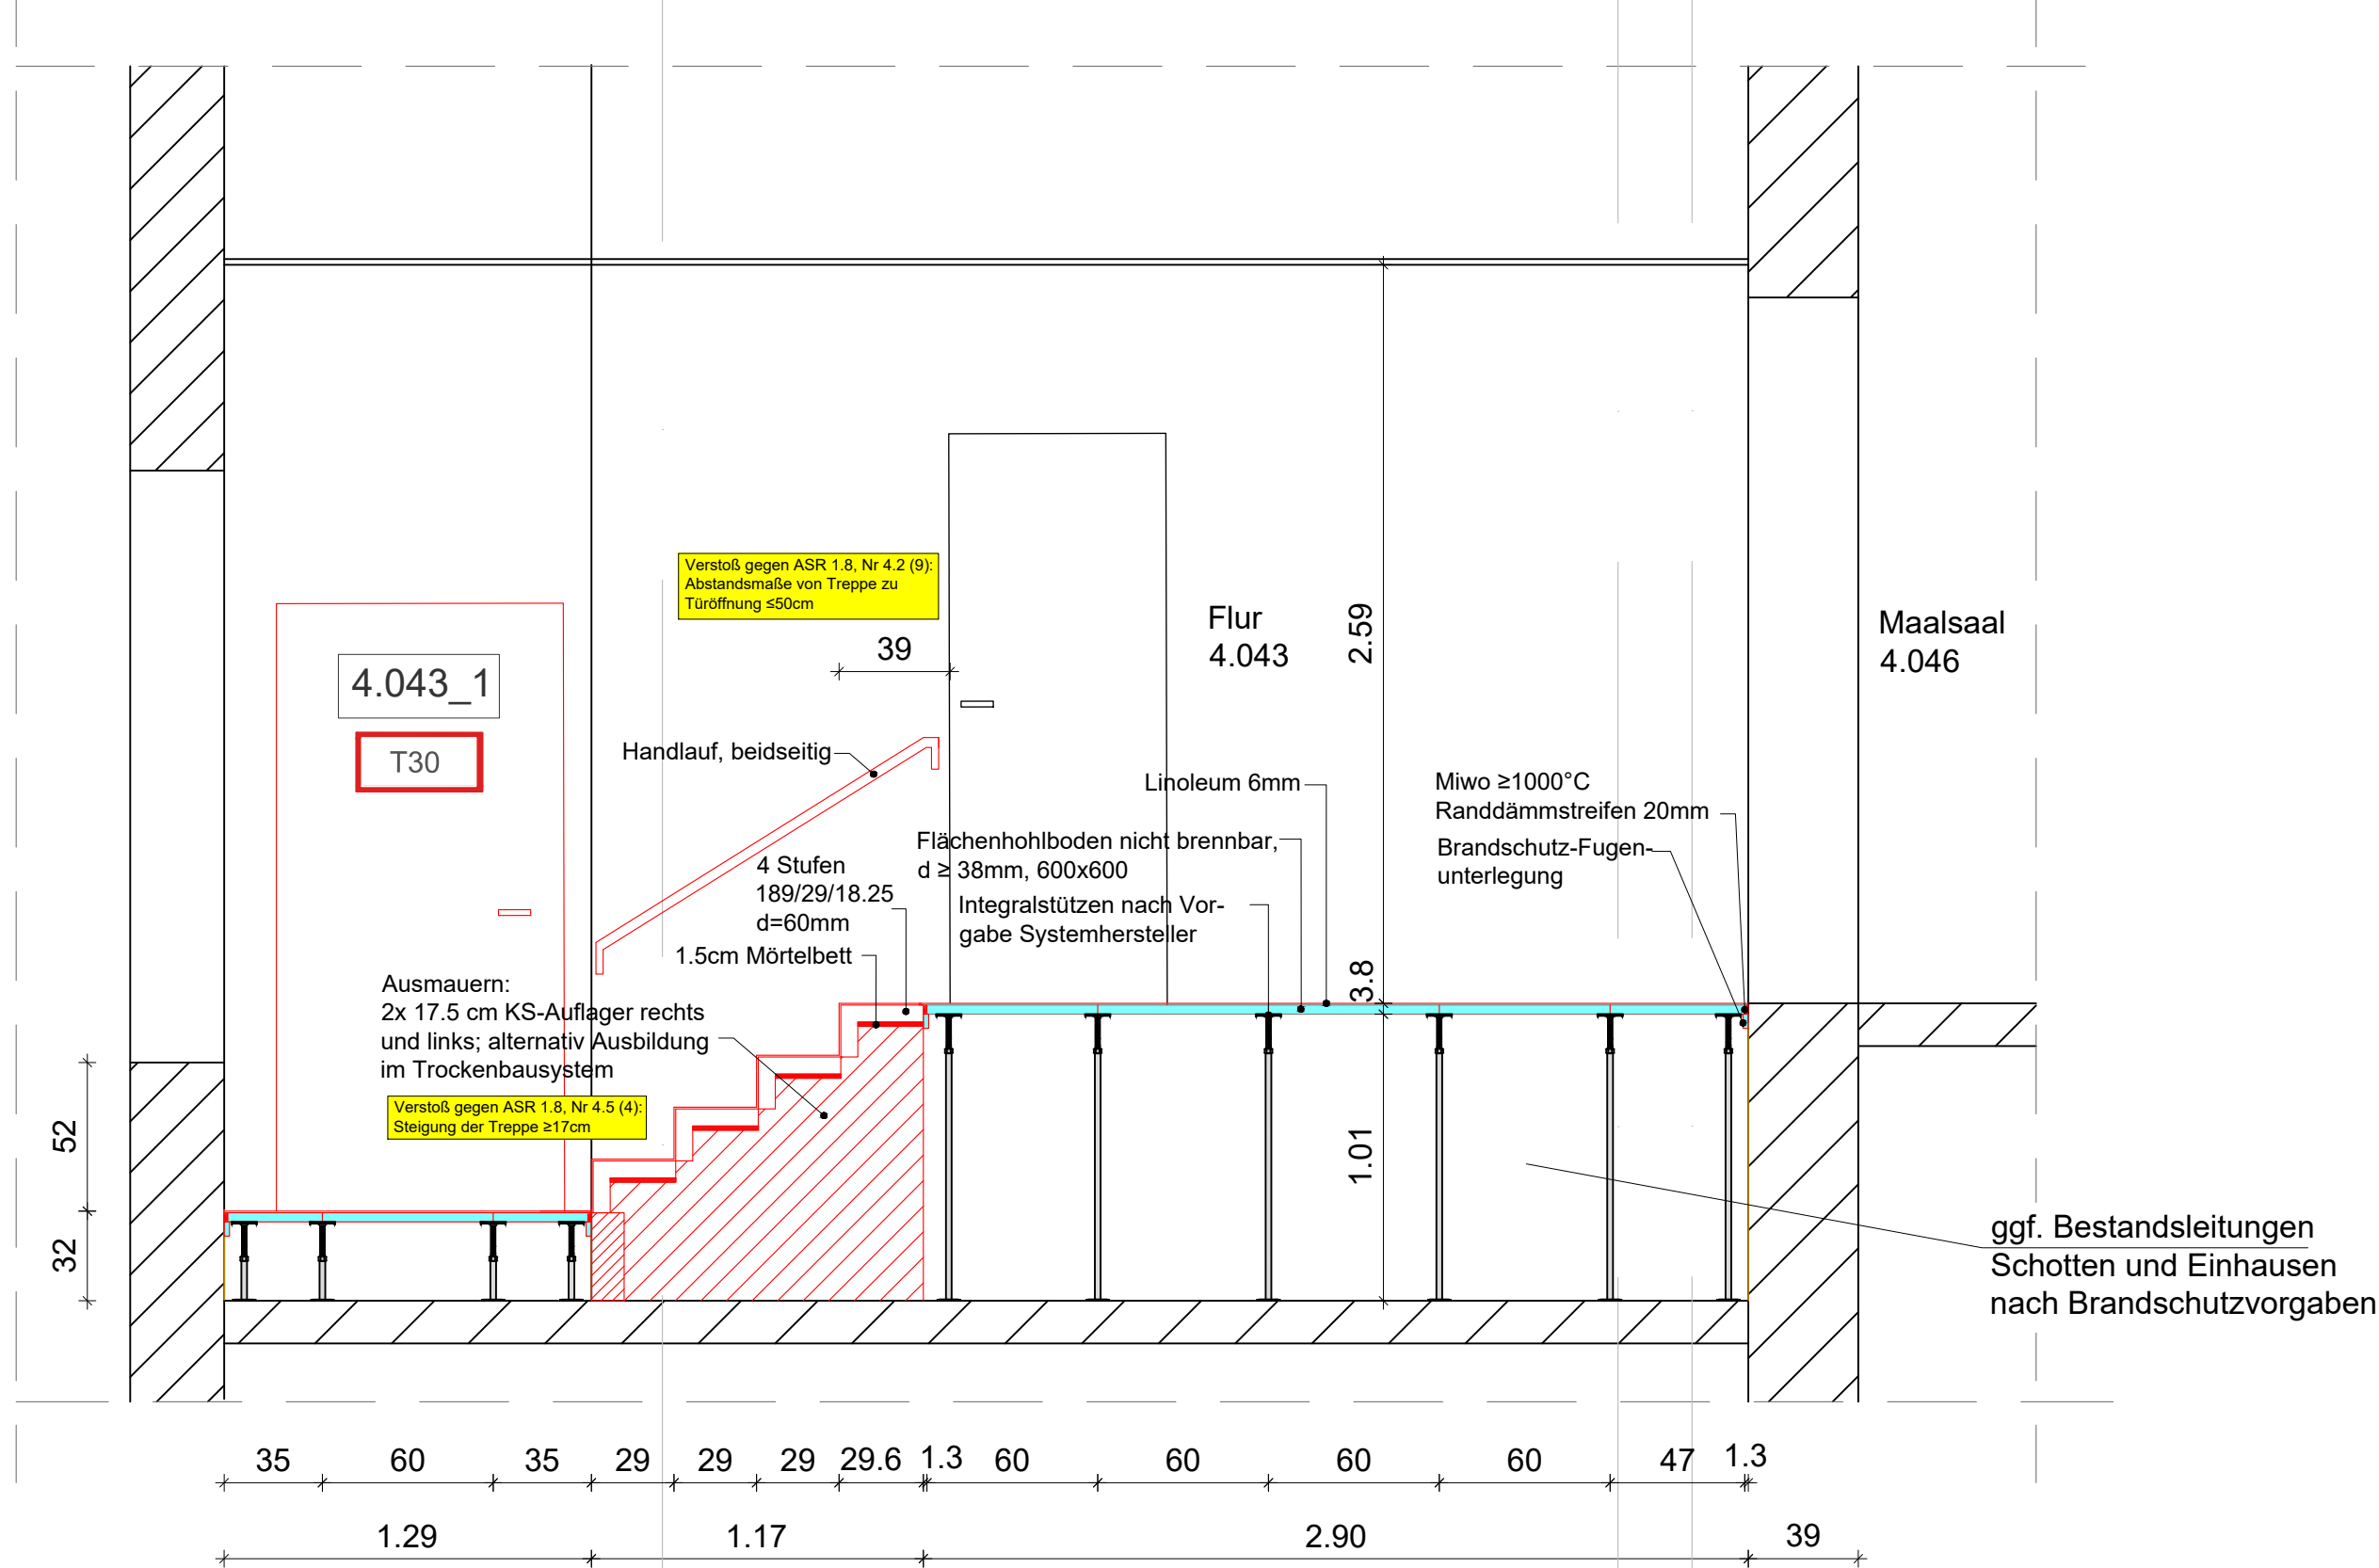 Verstoß gegen ASR 1.8, Nr 4.2 (9):
Abstandsmaße von Treppe zu
Türöffnung ≤50cm
39
Flur
4.043
2.59
Maalsaal
4.046
4.043_1
T30
Handlauf, beidseitig
Linoleum 6mm
Miwo ≥1000°C
Randdämmstreifen 20mm
Flächenhohlboden nicht brennbar,
d ≥ 38mm, 600x600
Brandschutz-Fugen-
unterlegung
4 Stufen
189/29/18.25
d=60mm
Integralstützen nach Vor-
gabe Systemhersteller
1.5cm Mörtelbett
3.8
Ausmauern:
2x 17.5 cm KS-Auflager rechts
und links; alternativ Ausbildung
im Trockenbausystem
Verstoß gegen ASR 1.8, Nr 4.5 (4):
Steigung der Treppe ≥17cm
52
1.01
32
ggf. Bestandsleitungen
Schotten und Einhausen
nach Brandschutzvorgaben
35 60 35 29 29 29 29.6 1.3 60 60 60 60 47 1.3
1.29 1.17 2.90 39